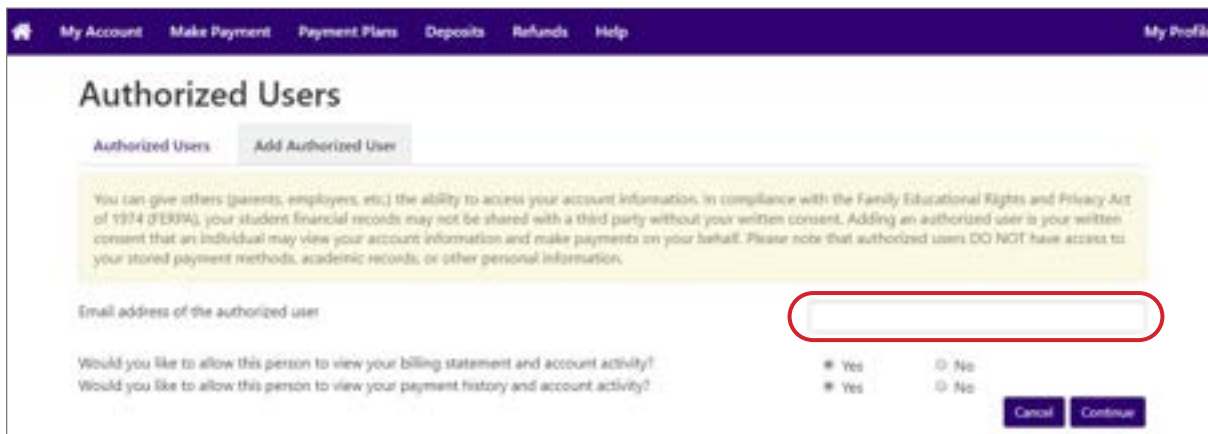 My Account Make Payment Payment Plans Deposits Refunds Help My Profile
Authorized Users
Authorized Users Add Authorized User
You can give others (parents, employers, etc.) the ability to access your account information. In compliance with the Family Educational Rights and Privacy Act
of 1974 (FERPA), your student financial records may not be shared with a third party without your written consent. Adding an authorized user is your written
consent that an individual may view your account information and make payments on your behalf. Please note that authorized users DO NOT have access to
your stored payment methods, academic records, or other personal information.
Email address of the authorized user
Would you like to allow this person to view your billing statement and account activity? Yes No
Would you like to allow this person to view your payment history and account activity? Yes No
Cancel Continue